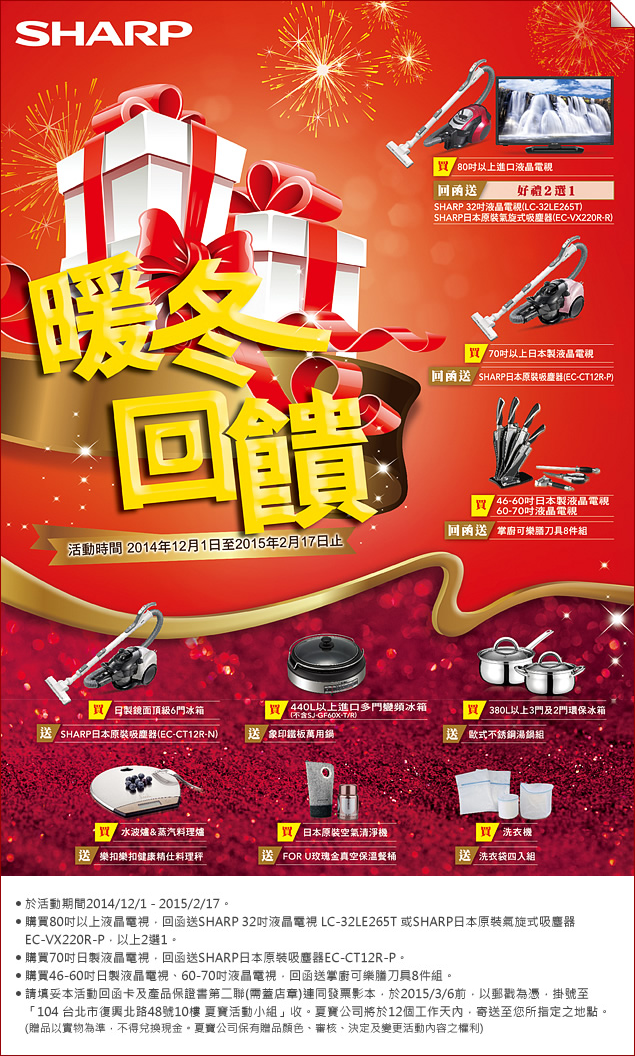 SHARP
買 80吋以上進口液晶電視
回函送 好禮2選1
SHARP 32吋液晶電視(LC-32LE265T)
SHARP日本原裝氣旋式吸塵器(EC-VX220R-R)
買 70吋以上日本製液晶電視
回函送 SHARP日本原裝吸塵器(EC-CT12R-P)
暖冬
回饋
買 46-60吋日本製液晶電視
60-70吋液晶電視
回函送 掌廚可樂膳刀具8件組
活動時間 2014年12月1日至2015年2月17日止
買 日製鏡面頂級6門冰箱
送 SHARP日本原裝吸塵器(EC-CT12R-N)
買 440L以上進口多門變頻冰箱
(不含SJ-GF60X-T/R)
送 象印鐵板萬用鍋
買 380L以上3門及2門環保冰箱
送 歐式不銹鋼湯鍋組
買 水波爐&蒸汽料理爐
送 樂扣樂扣健康精仕料理秤
買 日本原裝空氣清淨機
送 FOR U玫瑰金真空保溫餐桶
買 洗衣機
送 洗衣袋四入組
●於活動期間2014/12/1 - 2015/2/17。
●購買80吋以上液晶電視，回函送SHARP 32吋液晶電視 LC-32LE265T 或SHARP日本原裝氣旋式吸塵器
EC-VX220R-P，以上2選1。
●購買70吋日製液晶電視，回函送SHARP日本原裝吸塵器EC-CT12R-P。
●購買46-60吋日製液晶電視、60-70吋液晶電視，回函送掌廚可樂膳刀具8件組。
●請填妥本活動回函卡及產品保證書第二聯(需蓋店章)連同發票影本，於2015/3/6前，以郵戳為憑，掛號至
「104 台北市復興北路48號10樓 夏寶活動小組」收。夏寶公司將於12個工作天內，寄送至您所指定之地點。
(贈品以實物為準，不得兌換現金。夏寶公司保有贈品顏色、審核、決定及變更活動內容之權利)